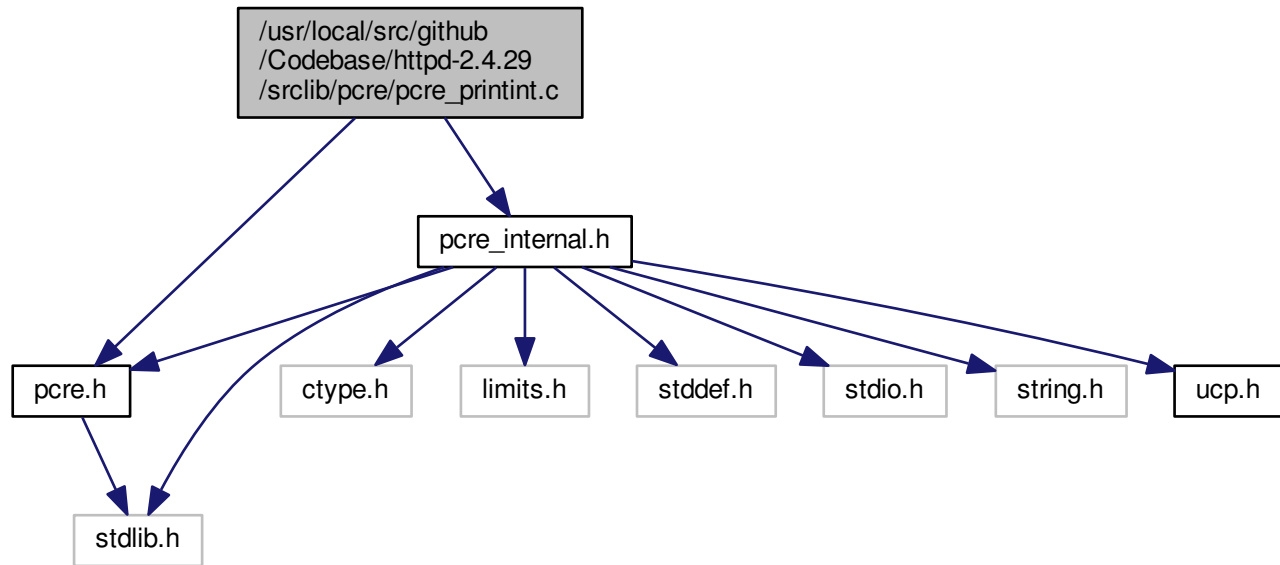 /usr/local/src/github
/Codebase/httpd-2.4.29
/srclib/pcre/pcre_printint.c
pcre_internal.h
pcre.h
ctype.h
limits.h
stddef.h
stdio.h
string.h
ucp.h
stdlib.h